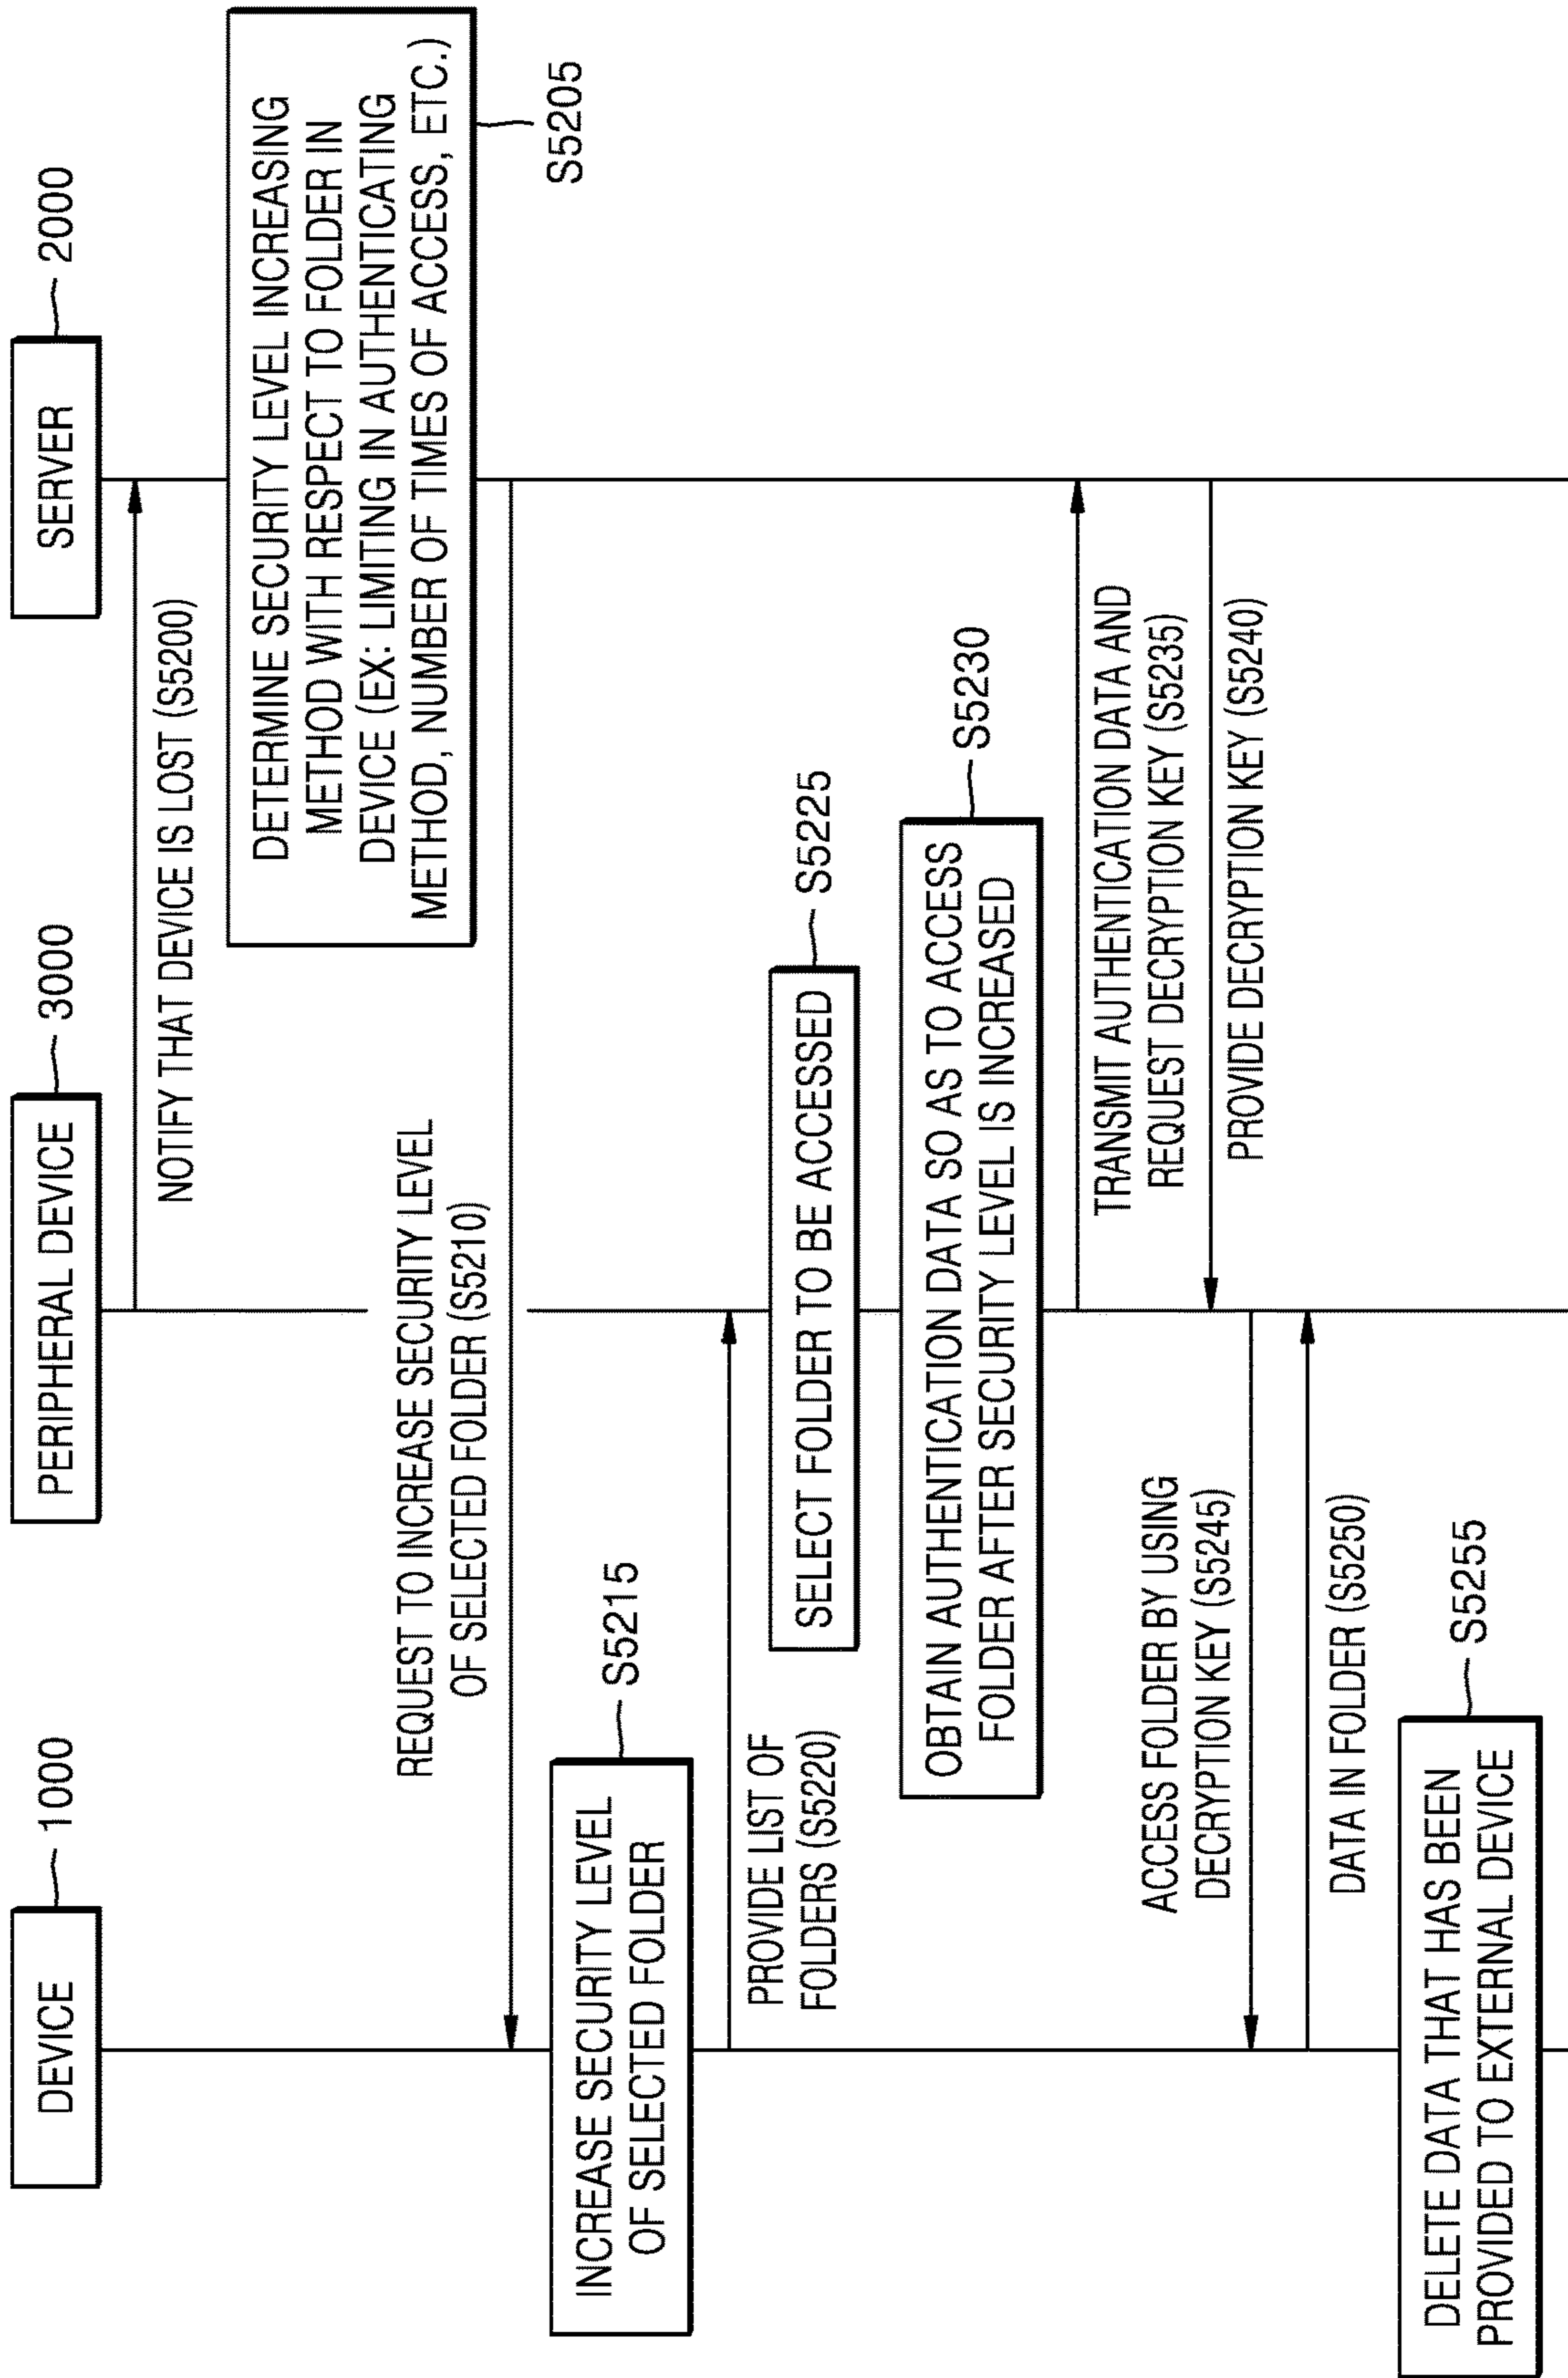 DEVICE
1000
PERIPHERAL DEVICE
3000
SERVER
2000
NOTIFY THAT DEVICE IS LOST (S5200)
DETERMINE SECURITY LEVEL INCREASING
METHOD WITH RESPECT TO FOLDER IN
DEVICE (EX: LIMITING IN AUTHENTICATING
METHOD, NUMBER OF TIMES OF ACCESS, ETC.)
S5205
REQUEST TO INCREASE SECURITY LEVEL
OF SELECTED FOLDER (S5210)
INCREASE SECURITY LEVEL
OF SELECTED FOLDER
S5215
PROVIDE LIST OF
FOLDERS (S5220)
SELECT FOLDER TO BE ACCESSED
S5225
OBTAIN AUTHENTICATION DATA SO AS TO ACCESS
FOLDER AFTER SECURITY LEVEL IS INCREASED
S5230
TRANSMIT AUTHENTICATION DATA AND
REQUEST DECRYPTION KEY (S5235)
PROVIDE DECRYPTION KEY (S5240)
ACCESS FOLDER BY USING
DECRYPTION KEY (S5245)
DATA IN FOLDER (S5250)
DELETE DATA THAT HAS BEEN
PROVIDED TO EXTERNAL DEVICE
S5255